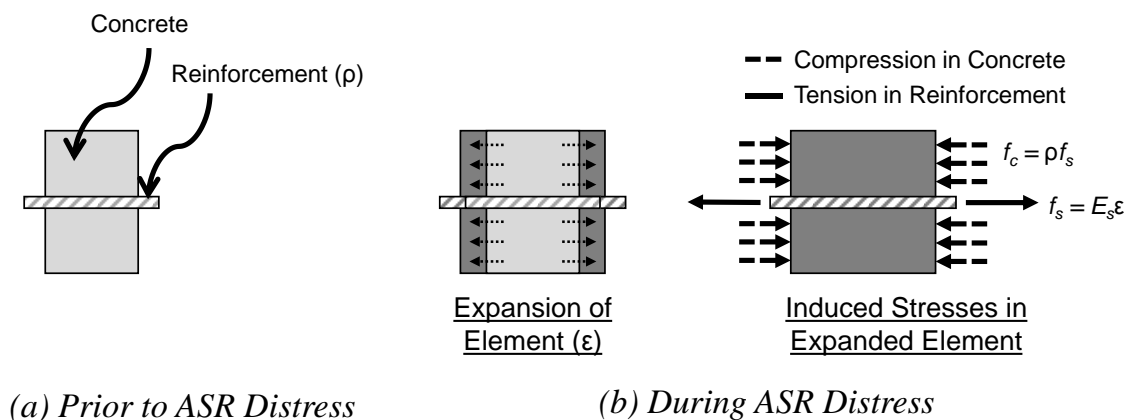 Concrete
Reinforcement (ρ)
Compression in Concrete
Tension in Reinforcement
f_c = ρf_s
f_s = E_sε
Expansion of
Element (ε)
Induced Stresses in
Expanded Element
(a) Prior to ASR Distress
(b) During ASR Distress